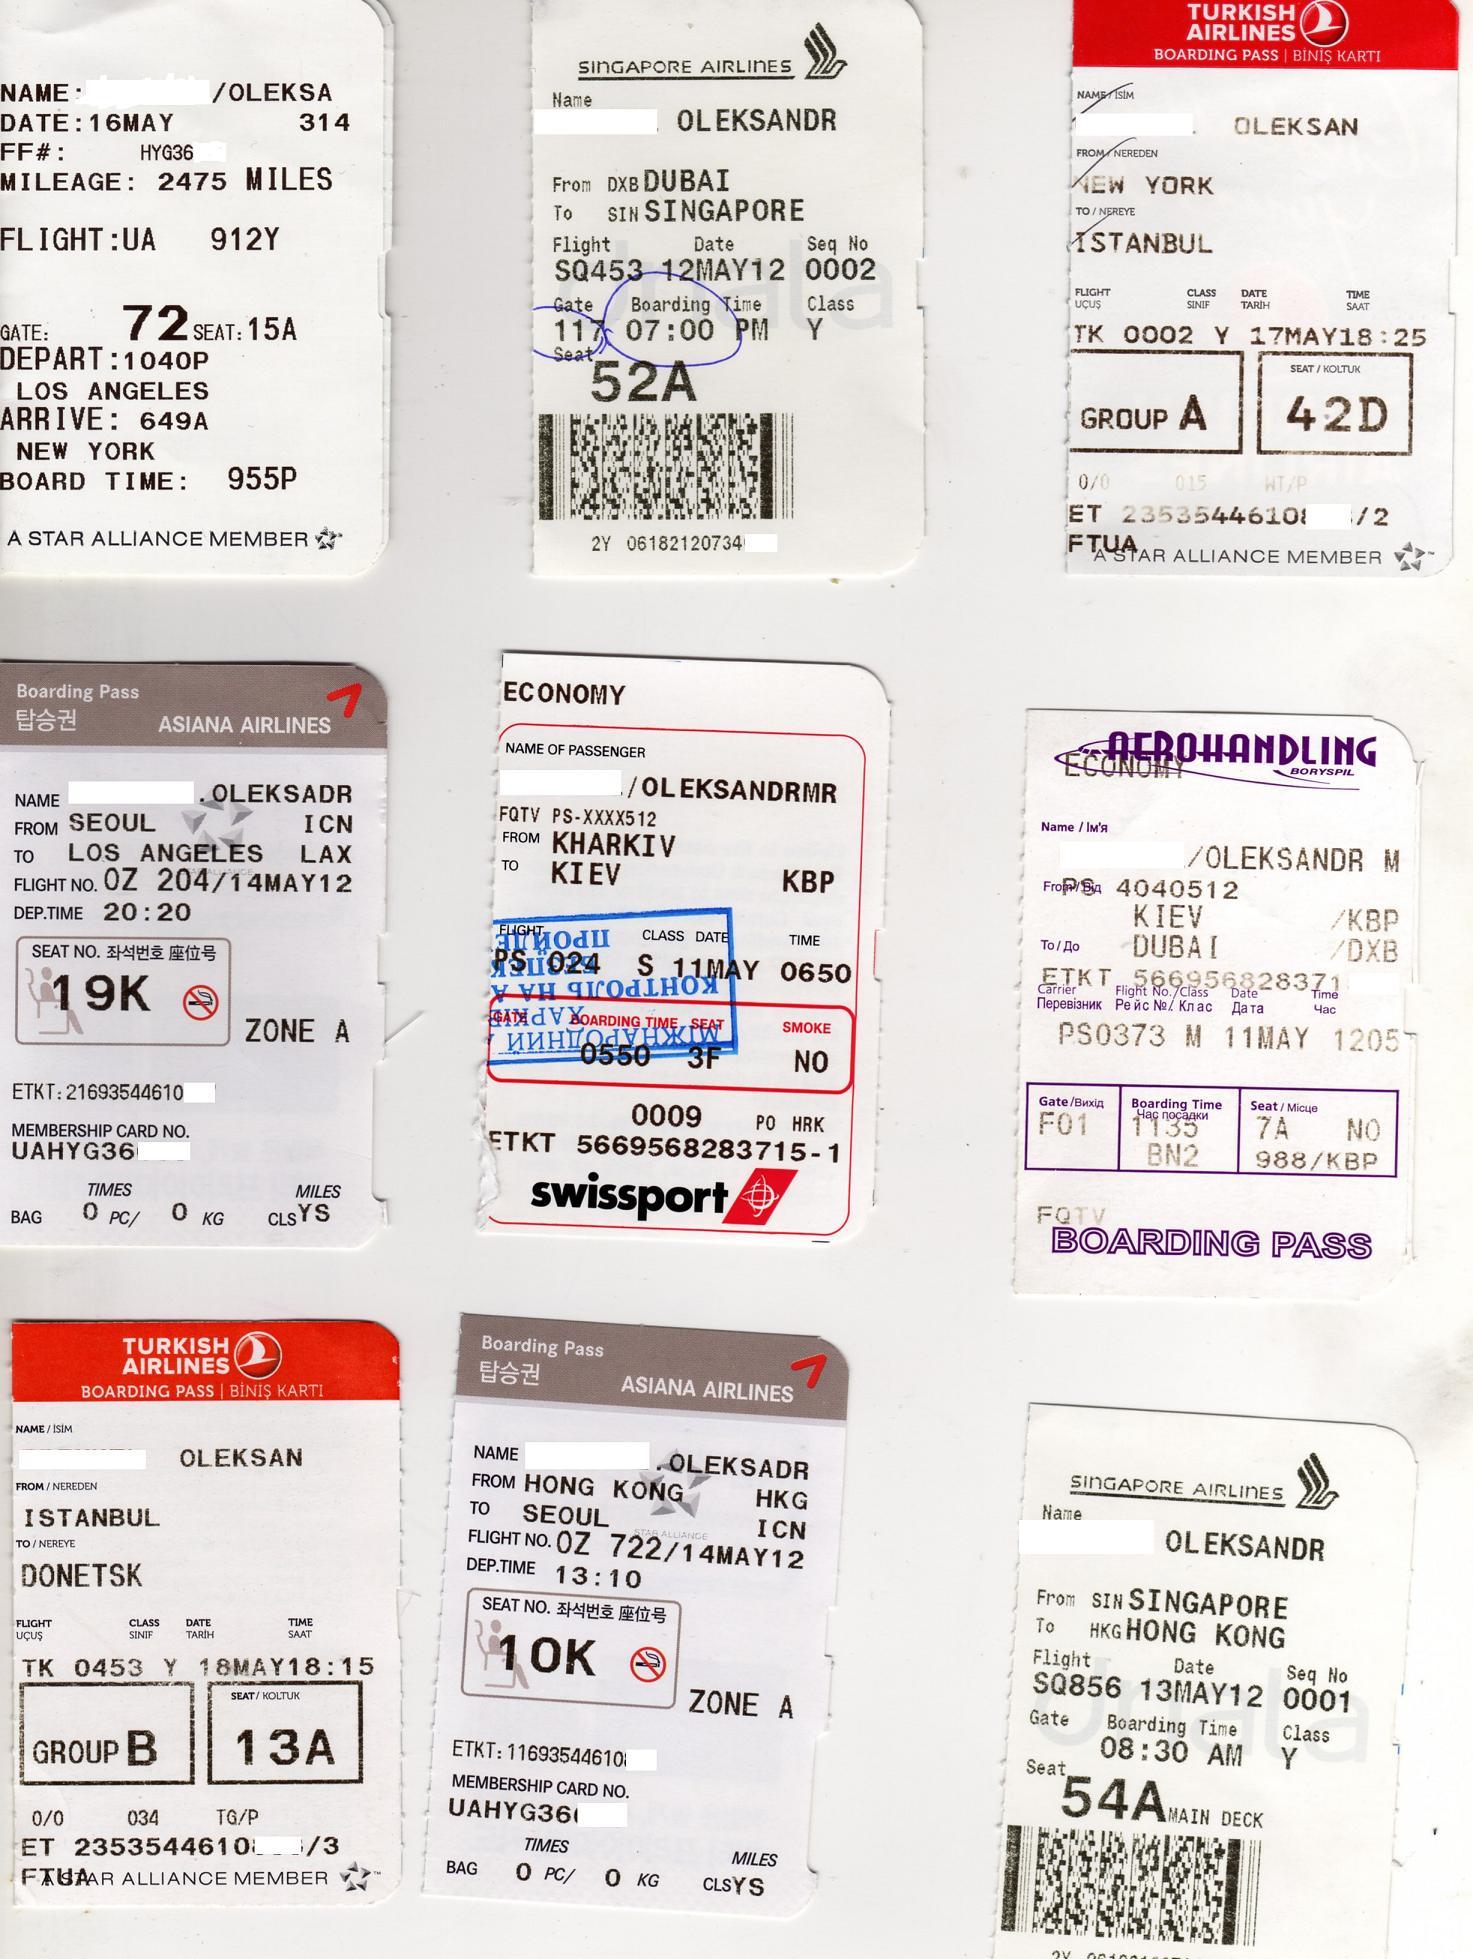 NAME: /OLEKSA
DATE:16MAY 314
FF#: HYG36
MILEAGE: 2475 MILES
FLIGHT:UA 912Y
GATE: 72 SEAT:15A
DEPART:1040P
LOS ANGELES
ARRIVE: 649A
NEW YORK
BOARD TIME: 955P
A STAR ALLIANCE MEMBER
SINGAPORE AIRLINES
Name
OLEKSANDR
From DXB DUBAI
To SIN SINGAPORE
Flight Date Seq No
SQ453 12MAY12 0002
Gate Boarding Time Class
117 07:00 PM Y
Seat
52A
2Y 06182120734
TURKISH
AIRLINES
BOARDING PASS | BİNİŞ KARTI
NAME / İSİM
OLEKSAN
FROM / NEREDEN
NEW YORK
TO / NEREYE
ISTANBUL
FLIGHT CLASS DATE TIME
UÇUŞ SINIF TARİH SAAT
TK 0002 Y 17MAY18:25
SEAT / KOLTUK
GROUP A 42D
0/0 015 WT/P
ET 2353544610 /2
FTUA
A STAR ALLIANCE MEMBER
Boarding Pass
탑승권 ASIANA AIRLINES
NAME .OLEKSADR
FROM SEOUL ICN
TO LOS ANGELES LAX
FLIGHT NO. OZ 204/14MAY12
DEP.TIME 20:20
SEAT NO. 좌석번호 座位号
19K
ZONE A
ETKT:21693544610
MEMBERSHIP CARD NO.
UAHYG36
TIMES MILES
BAG 0 PC/ 0 KG CLS YS
ECONOMY
NAME OF PASSENGER
/OLEKSANDRMR
FQTV PS-XXXX512
FROM KHARKIV
TO KIEV KBP
FLIGHT CLASS DATE TIME
PS 024 S 11MAY 0650
GATE BOARDING TIME SEAT SMOKE
0550 3F NO
МІЖНАРОДНИЙ
КОНТРОЛЬ НА А
ПРОЙДЕ
0009 PO HRK
ETKT 5669568283715-1
swissport
AEROHANDLING
BORYSPIL
ECONOMY
Name / Ім'я
/OLEKSANDR M
From / Від
PS 4040512
KIEV /KBP
To / До DUBAI /DXB
ETKT 566956828371
Carrier Flight No./Class Date Time
Перевізник Рейс №/ Клас Дата Час
PS0373 M 11MAY 1205
Gate /Вихід Boarding Time Seat / Місце
Час посадки
F01 1135 7A NO
BN2 988/KBP
FQTV
BOARDING PASS
TURKISH
AIRLINES
BOARDING PASS | BİNİŞ KARTI
NAME / İSİM
OLEKSAN
FROM / NEREDEN
ISTANBUL
TO / NEREYE
DONETSK
FLIGHT CLASS DATE TIME
UÇUŞ SINIF TARİH SAAT
TK 0453 Y 18MAY18:15
SEAT / KOLTUK
GROUP B 13A
0/0 034 TG/P
ET 2353544610 /3
FTUA
A STAR ALLIANCE MEMBER
Boarding Pass
탑승권 ASIANA AIRLINES
NAME .OLEKSADR
FROM HONG KONG HKG
TO SEOUL ICN
STAR ALLIANCE
FLIGHT NO. OZ 722/14MAY12
DEP.TIME 13:10
SEAT NO. 좌석번호 座位号
10K
ZONE A
ETKT:11693544610
MEMBERSHIP CARD NO.
UAHYG36
TIMES MILES
BAG 0 PC/ 0 KG CLS YS
SINGAPORE AIRLINES
Name
OLEKSANDR
From SIN SINGAPORE
To HKG HONG KONG
Flight Date Seq No
SQ856 13MAY12 0001
Gate Boarding Time Class
08:30 AM Y
Seat
54A MAIN DECK